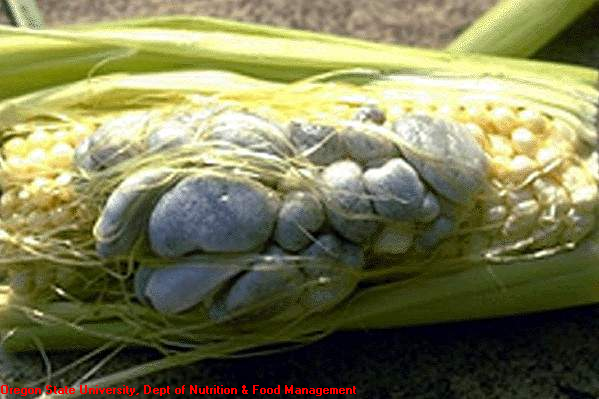 Oregon State University, Dept of Nutrition & Food Management